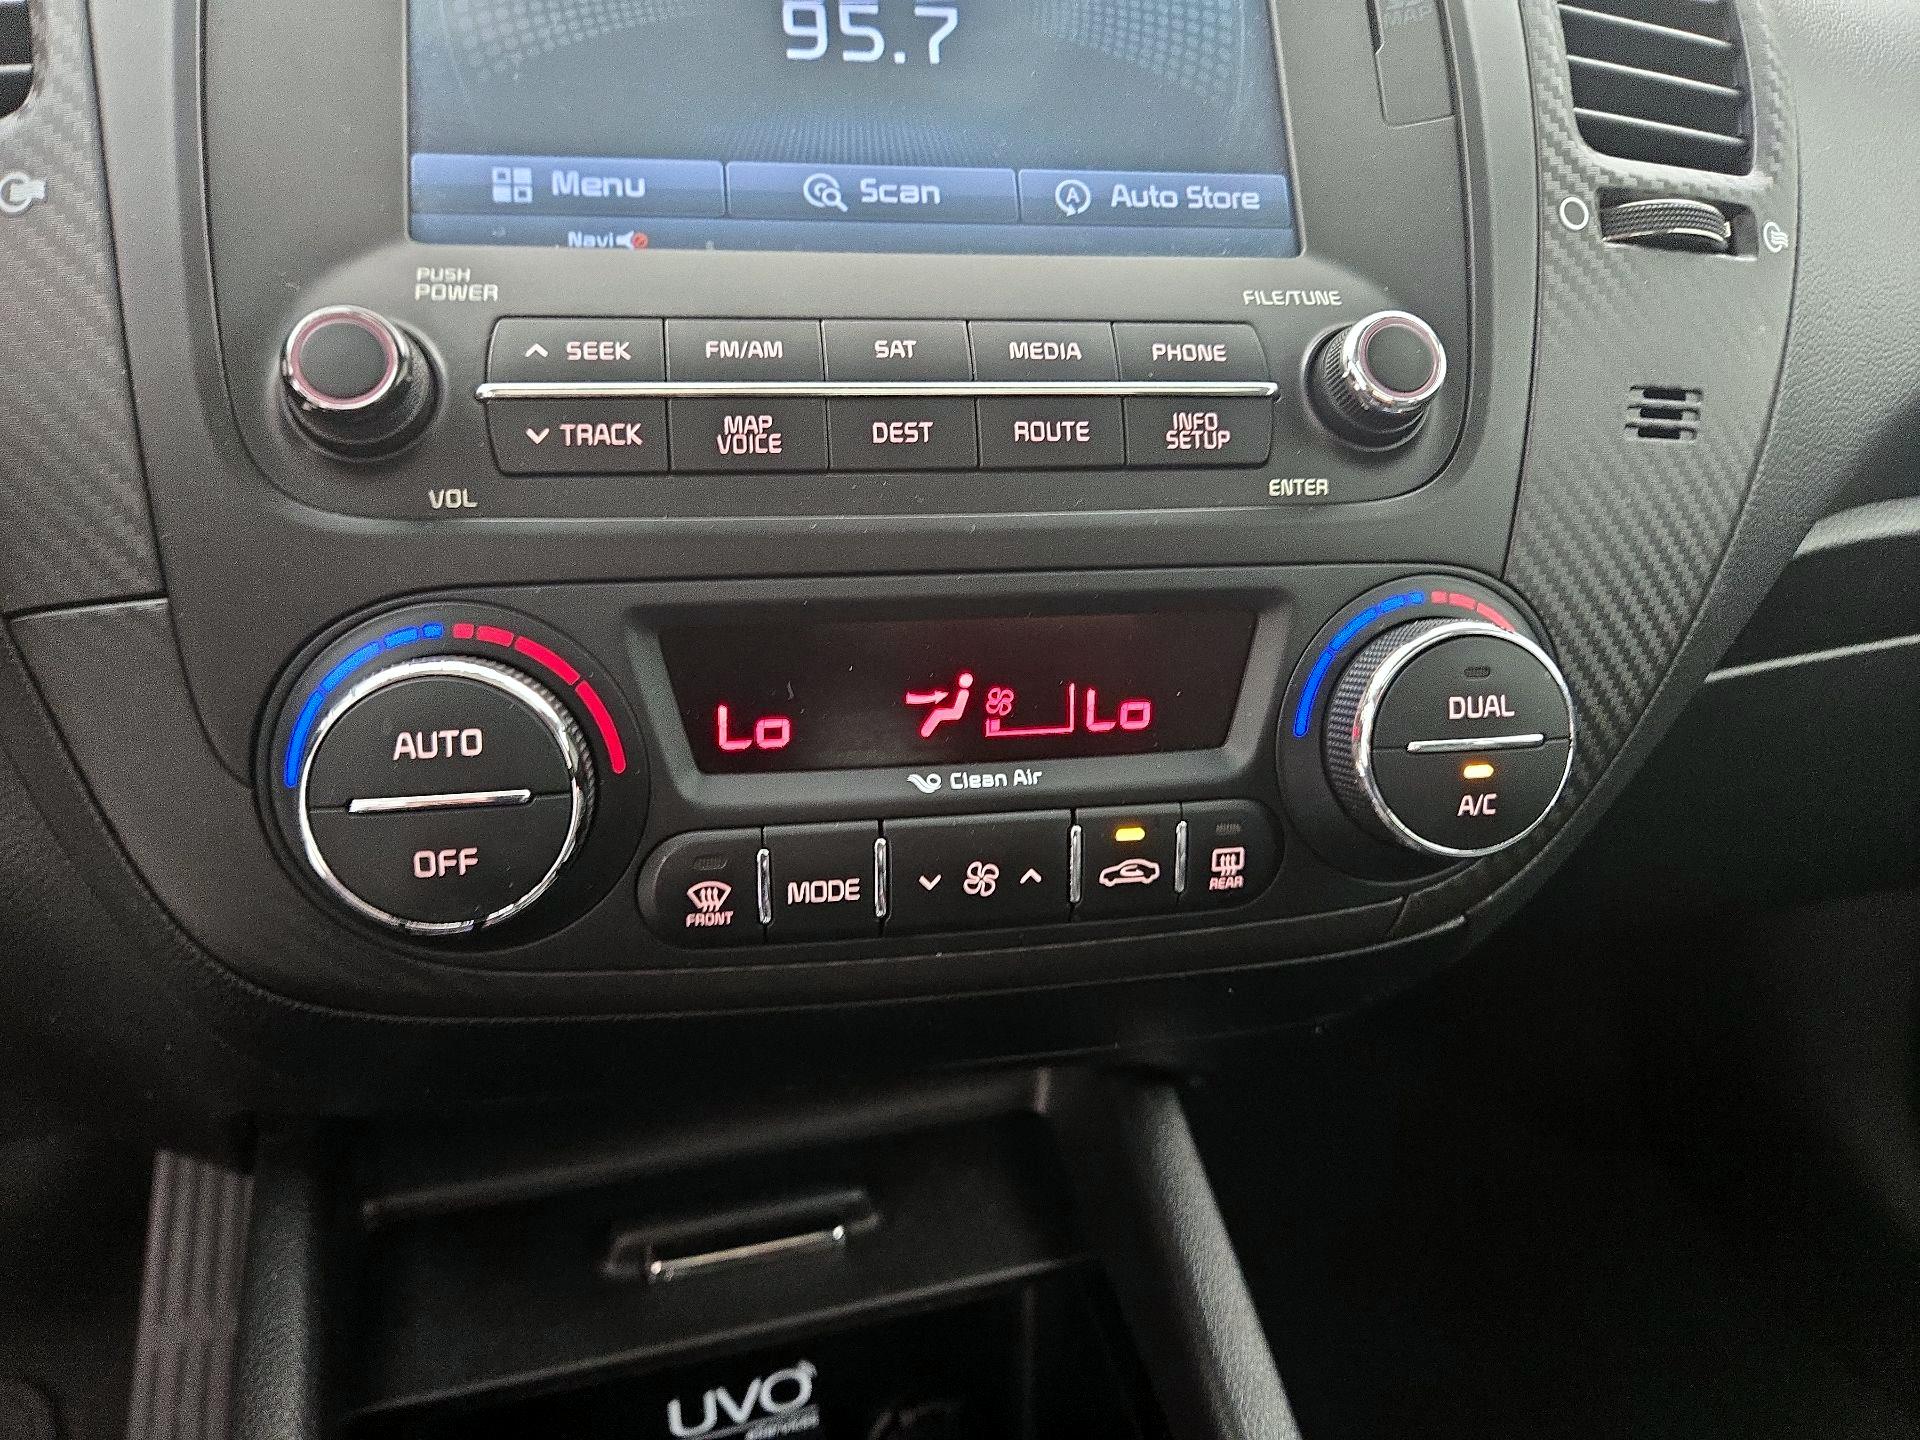 MAP
95.7
Menu
Scan
Auto Store
Navi
PUSH
POWER
FILE/TUNE
SEEK
FM/AM
SAT
MEDIA
PHONE
TRACK
MAP
VOICE
DEST
ROUTE
INFO
SETUP
VOL
ENTER
AUTO
OFF
Lo
Lo
Clean Air
DUAL
A/C
FRONT
MODE
REAR
UVO